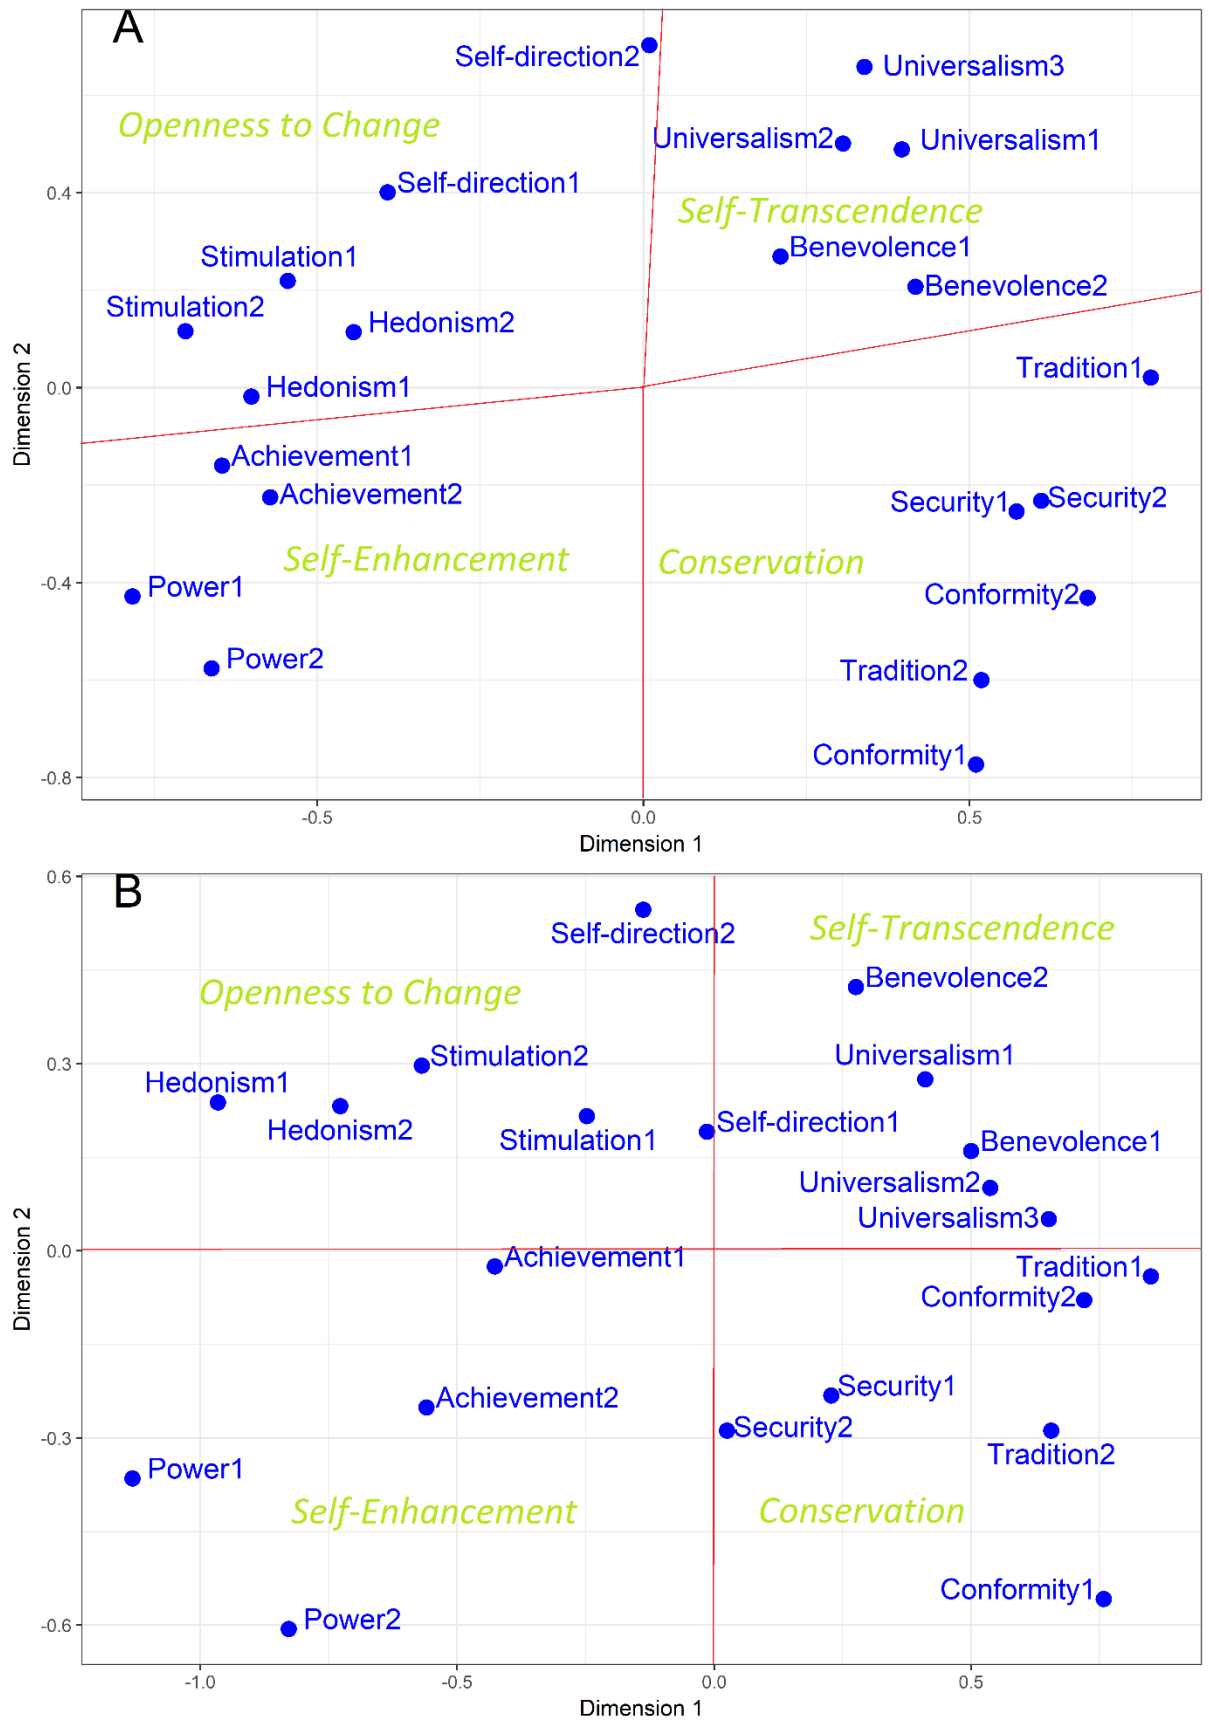 A
Self-direction2
Universalism3
Openness to Change
Universalism2
Universalism1
Self-direction1
Self-Transcendence
Stimulation1
Benevolence1
Benevolence2
Stimulation2
Hedonism2
Tradition1
Hedonism1
Achievement1
Achievement2
Security1
Security2
Self-Enhancement
Conservation
Power1
Conformity2
Power2
Tradition2
Conformity1
0.4
0.0
-0.4
-0.8
Dimension 2
-0.5
0.0
0.5
Dimension 1
B
Self-direction2
Self-Transcendence
Benevolence2
Openness to Change
Stimulation2
Universalism1
Hedonism1
Hedonism2
Stimulation1
Self-direction1
Benevolence1
Universalism2
Universalism3
Achievement1
Tradition1
Conformity2
Achievement2
Security1
Security2
Tradition2
Power1
Self-Enhancement
Conservation
Conformity1
Power2
0.6
0.3
0.0
-0.3
-0.6
Dimension 2
-1.0
-0.5
0.0
0.5
Dimension 1